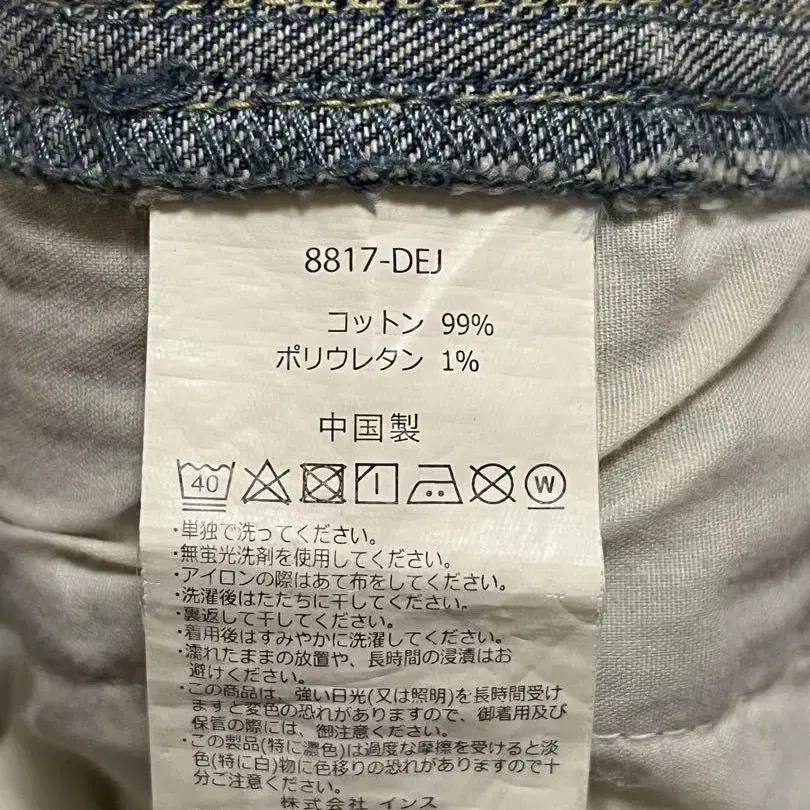 8817-DEJ
コットン 99%
ポリウレタン 1%
中国製
40 W
・単独で洗ってください。
・無蛍光洗剤を使用してください。
・アイロンの際はあて布をしてください。
・洗濯後はただちに干してください。
・裏返して干してください。
・着用後はすみやかに洗濯してください。
・濡れたままの放置や、長時間の浸漬はお
避けください。
・この商品は、強い日光(又は照明)を長時間受け
ますと変色の恐れがありますので、御着用及び
保管の際には、御注意ください。
・この製品(特に濃色)は過度な摩擦を受けると淡
色(特に白)物に色移りの恐れがありますので十
分ご注意ください。
株式会社 インス